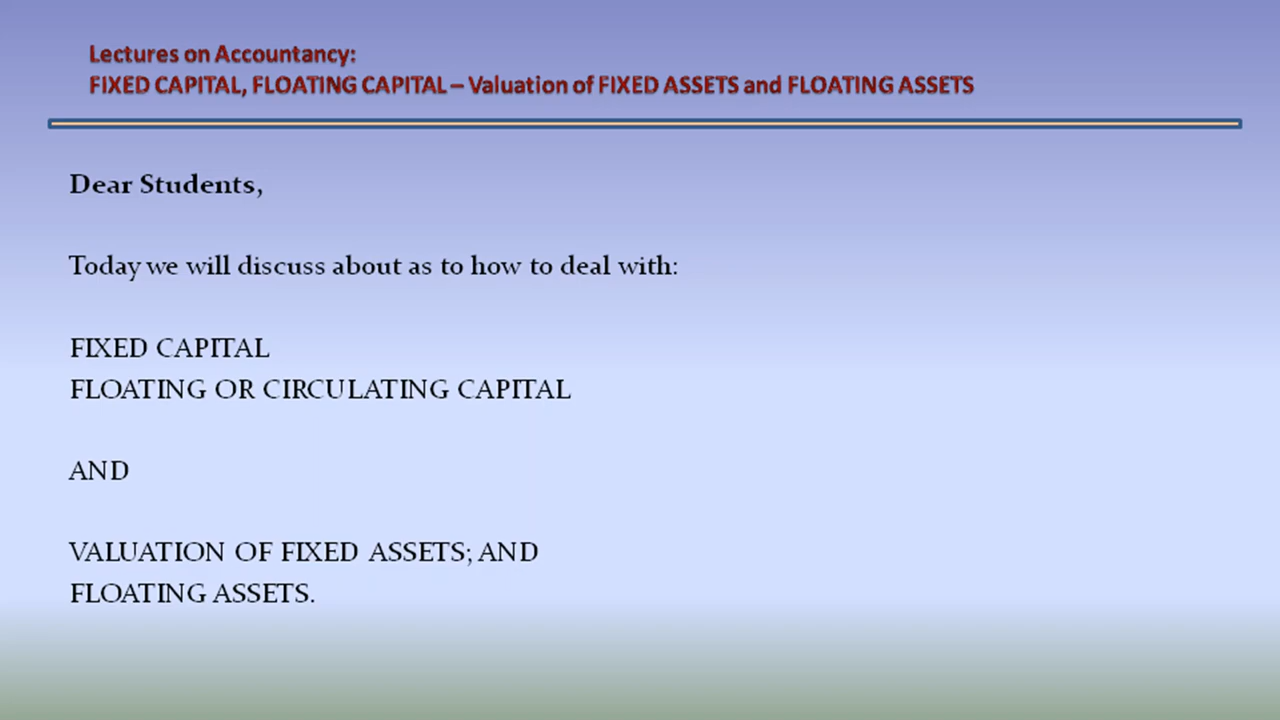 Lectures on Accountancy:
FIXED CAPITAL, FLOATING CAPITAL – Valuation of FIXED ASSETS and FLOATING ASSETS
Dear Students,
Today we will discuss about as to how to deal with:
FIXED CAPITAL
FLOATING OR CIRCULATING CAPITAL
AND
VALUATION OF FIXED ASSETS; AND
FLOATING ASSETS.